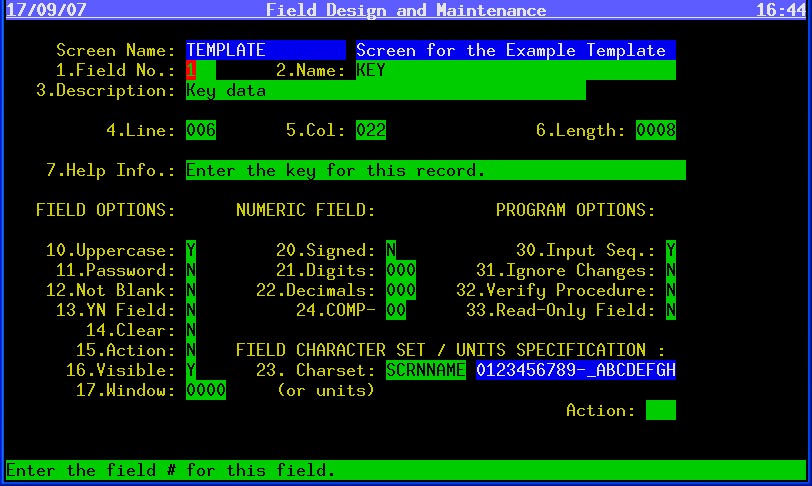 17/09/07 Field Design and Maintenance 16:44
Screen Name: TEMPLATE Screen for the Example Template
1.Field No.: 1 2.Name: KEY
3.Description: Key data
4.Line: 006 5.Col: 022 6.Length: 0008
7.Help Info.: Enter the key for this record.
FIELD OPTIONS: NUMERIC FIELD: PROGRAM OPTIONS:
10.Uppercase: Y 20.Signed: N 30.Input Seq.: Y
11.Password: N 21.Digits: 000 31.Ignore Changes: N
12.Not Blank: N 22.Decimals: 000 32.Verify Procedure: N
13.YN Field: N 24.COMP- 00 33.Read-Only Field: N
14.Clear: N
15.Action: N FIELD CHARACTER SET / UNITS SPECIFICATION :
16.Visible: Y 23. Charset: SCRNNAME 0123456789-_ABCDEFGH
17.Window: 0000 (or units)
Action:
Enter the field # for this field.